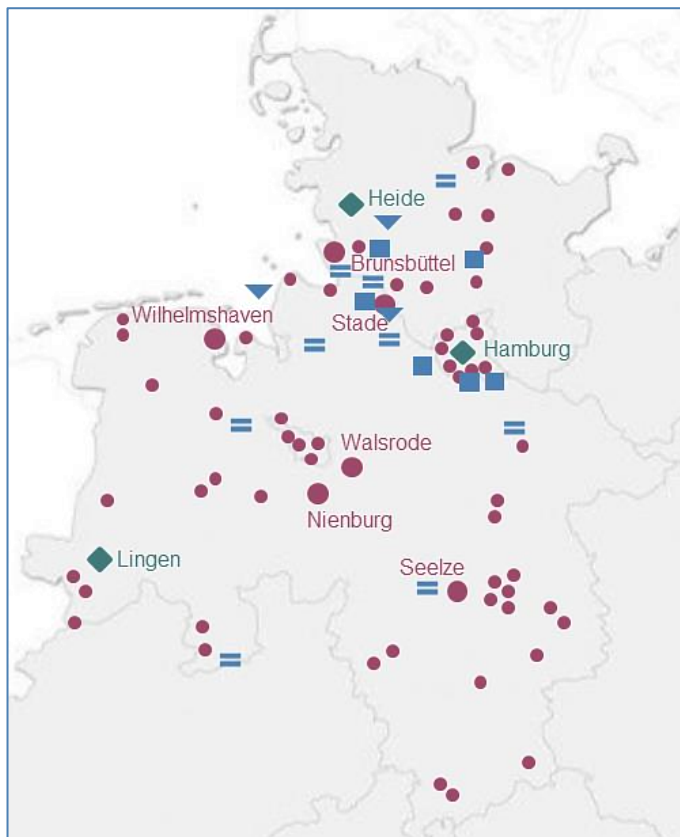 Heide
Brunsbüttel
Wilhelmshaven
Stade
Hamburg
Walsrode
Nienburg
Lingen
Seelze